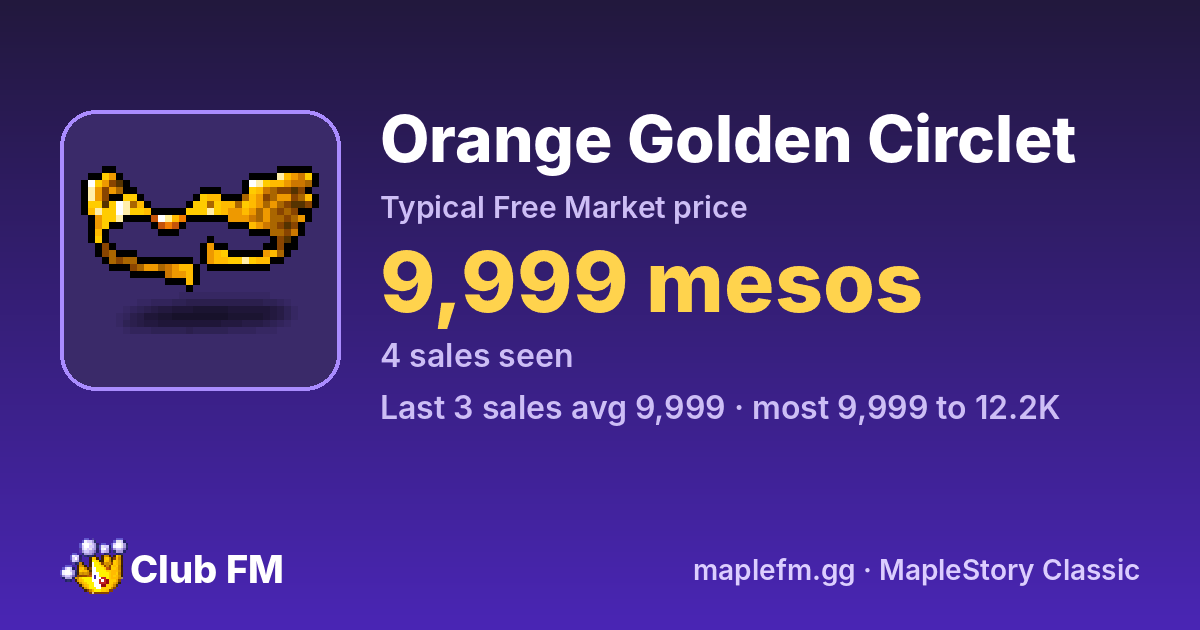 Orange Golden Circlet
Typical Free Market price
9,999 mesos
4 sales seen
Last 3 sales avg 9,999 · most 9,999 to 12.2K
Club FM
maplefm.gg · MapleStory Classic